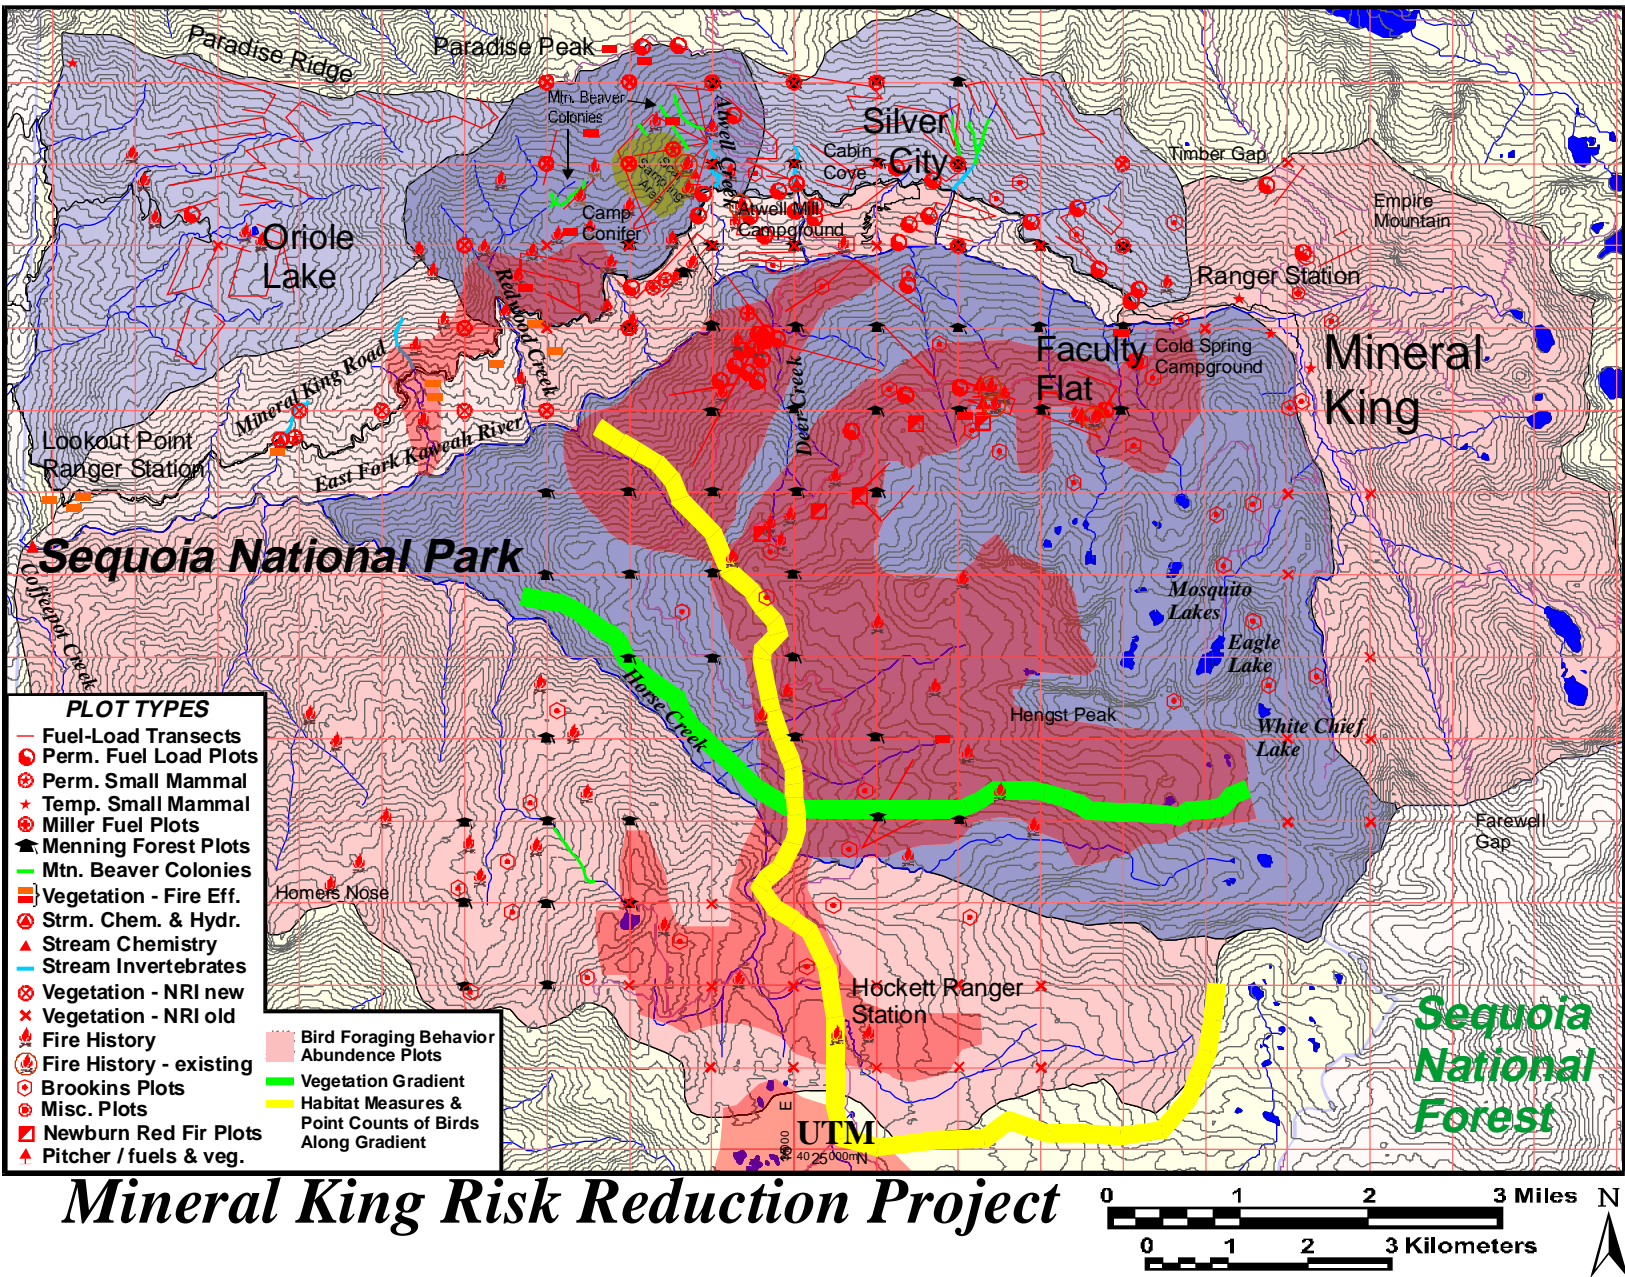 Paradise Ridge
Paradise Peak
Mtn. Beaver
Colonies
Atwell Creek
Silver
City
Cabin
Cove
Timber Gap
Empire
Mountain
Camping
Area
Camp
Conifer
Atwell Mill
Campground
Oriole
Lake
Ranger Station
Redwood Creek
Mineral King Road
Deer Creek
Faculty
Flat
Cold Spring
Campground
Mineral
King
Lookout Point
Ranger Station
East Fork Kaweah River
Sequoia National Park
Coffeepot Creek
Mosquito
Lakes
Eagle
Lake
Horse Creek
Hengst Peak
White Chief
Lake
Farewell
Gap
Homers Nose
Hockett Ranger
Station
Sequoia
National
Forest
PLOT TYPES
Fuel-Load Transects
Perm. Fuel Load Plots
Perm. Small Mammal
Temp. Small Mammal
Miller Fuel Plots
Menning Forest Plots
Mtn. Beaver Colonies
Vegetation - Fire Eff.
Strm. Chem. & Hydr.
Stream Chemistry
Stream Invertebrates
Vegetation - NRI new
Vegetation - NRI old
Fire History
Fire History - existing
Brookins Plots
Misc. Plots
Newburn Red Fir Plots
Pitcher / fuels & veg.
Bird Foraging Behavior
Abundence Plots
Vegetation Gradient
Habitat Measures &
Point Counts of Birds
Along Gradient
E
UTM
4025000mN
Mineral King Risk Reduction Project
0 1 2 3 Miles
0 1 2 3 Kilometers
N